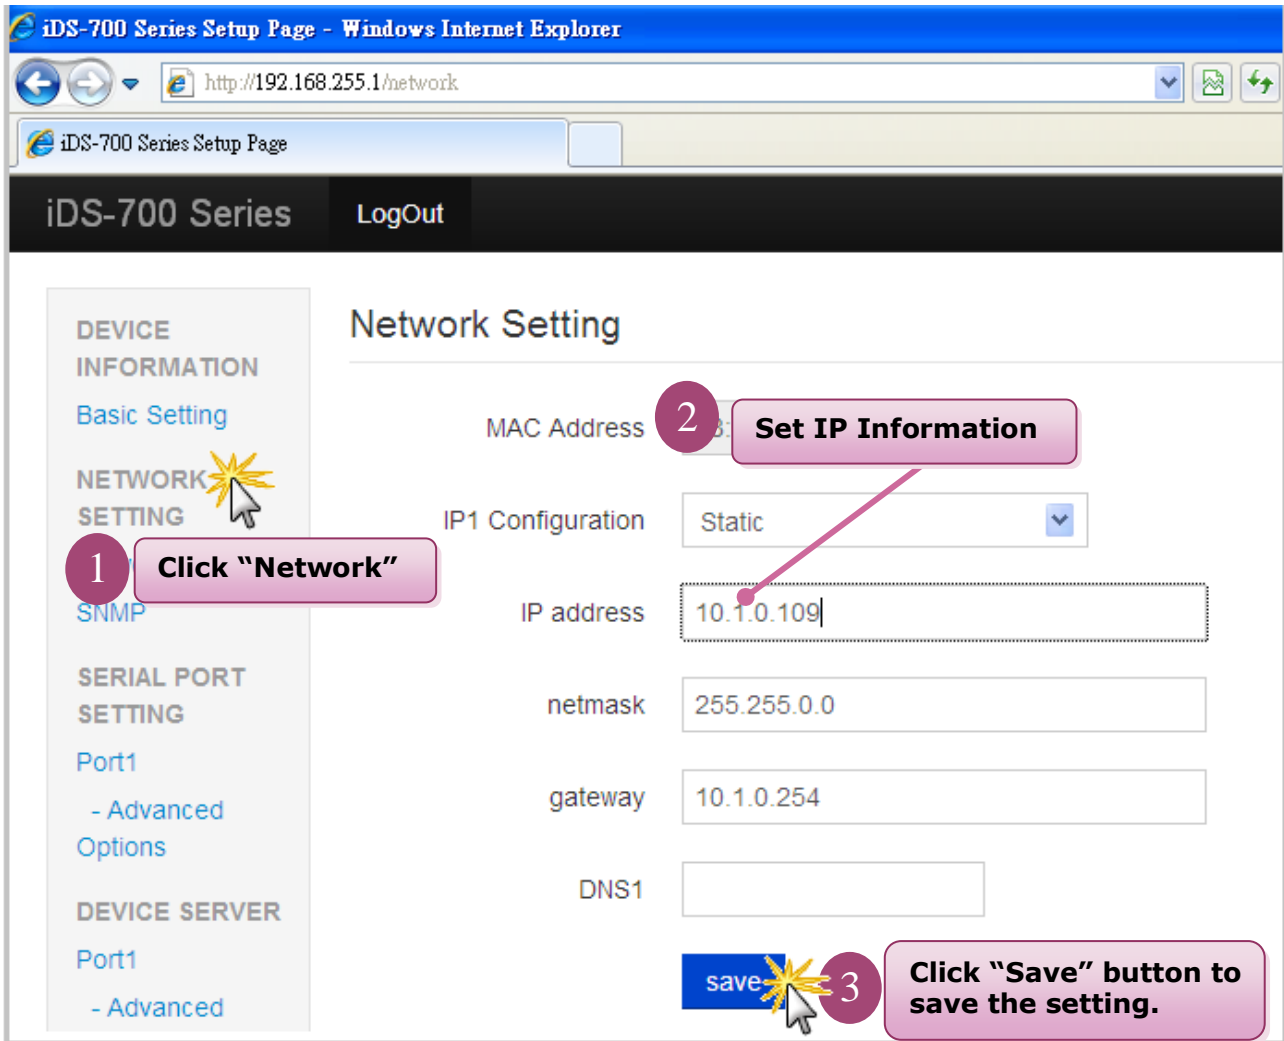 iDS-700 Series Setup Page - Windows Internet Explorer
http://192.168.255.1/network
iDS-700 Series Setup Page
iDS-700 Series
LogOut
DEVICE
INFORMATION
Basic Setting
NETWORK
SETTING
SNMP
SERIAL PORT
SETTING
Port1
- Advanced
Options
DEVICE SERVER
Port1
- Advanced
Network Setting
MAC Address
2
Set IP Information
IP1 Configuration
Static
1
Click “Network”
IP address
10.1.0.109
netmask
255.255.0.0
gateway
10.1.0.254
DNS1
save
3
Click “Save” button to
save the setting.